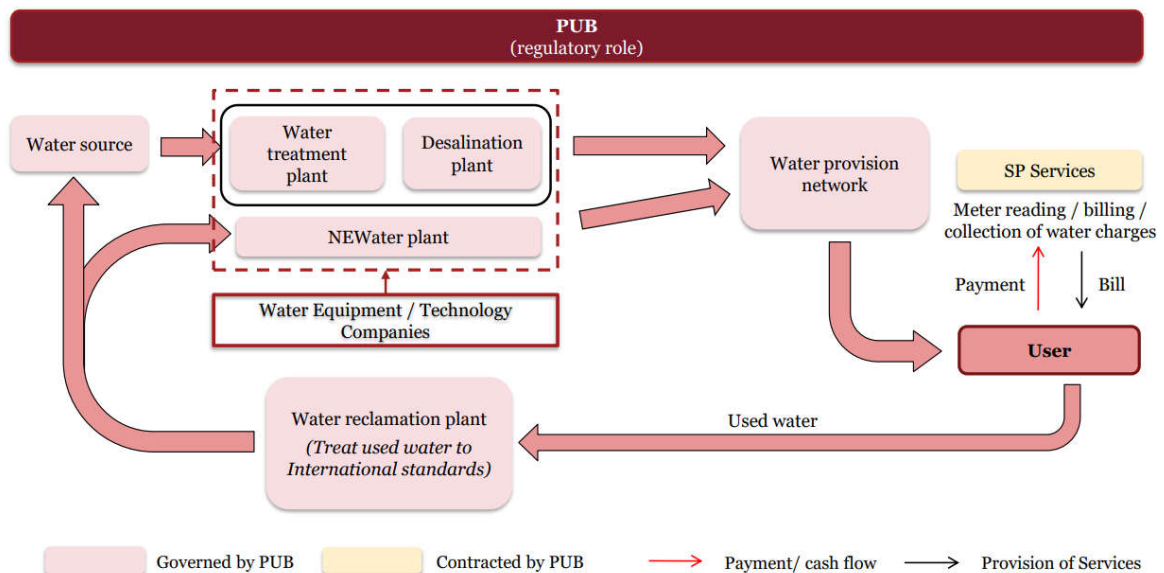 PUB
(regulatory role)
Water source
Water
treatment
plant
Desalination
plant
NEWater plant
Water Equipment / Technology
Companies
Water provision
network
SP Services
Meter reading / billing /
collection of water charges
Payment
Bill
User
Used water
Water reclamation plant
(Treat used water to
International standards)
Governed by PUB
Contracted by PUB
Payment/ cash flow
Provision of Services